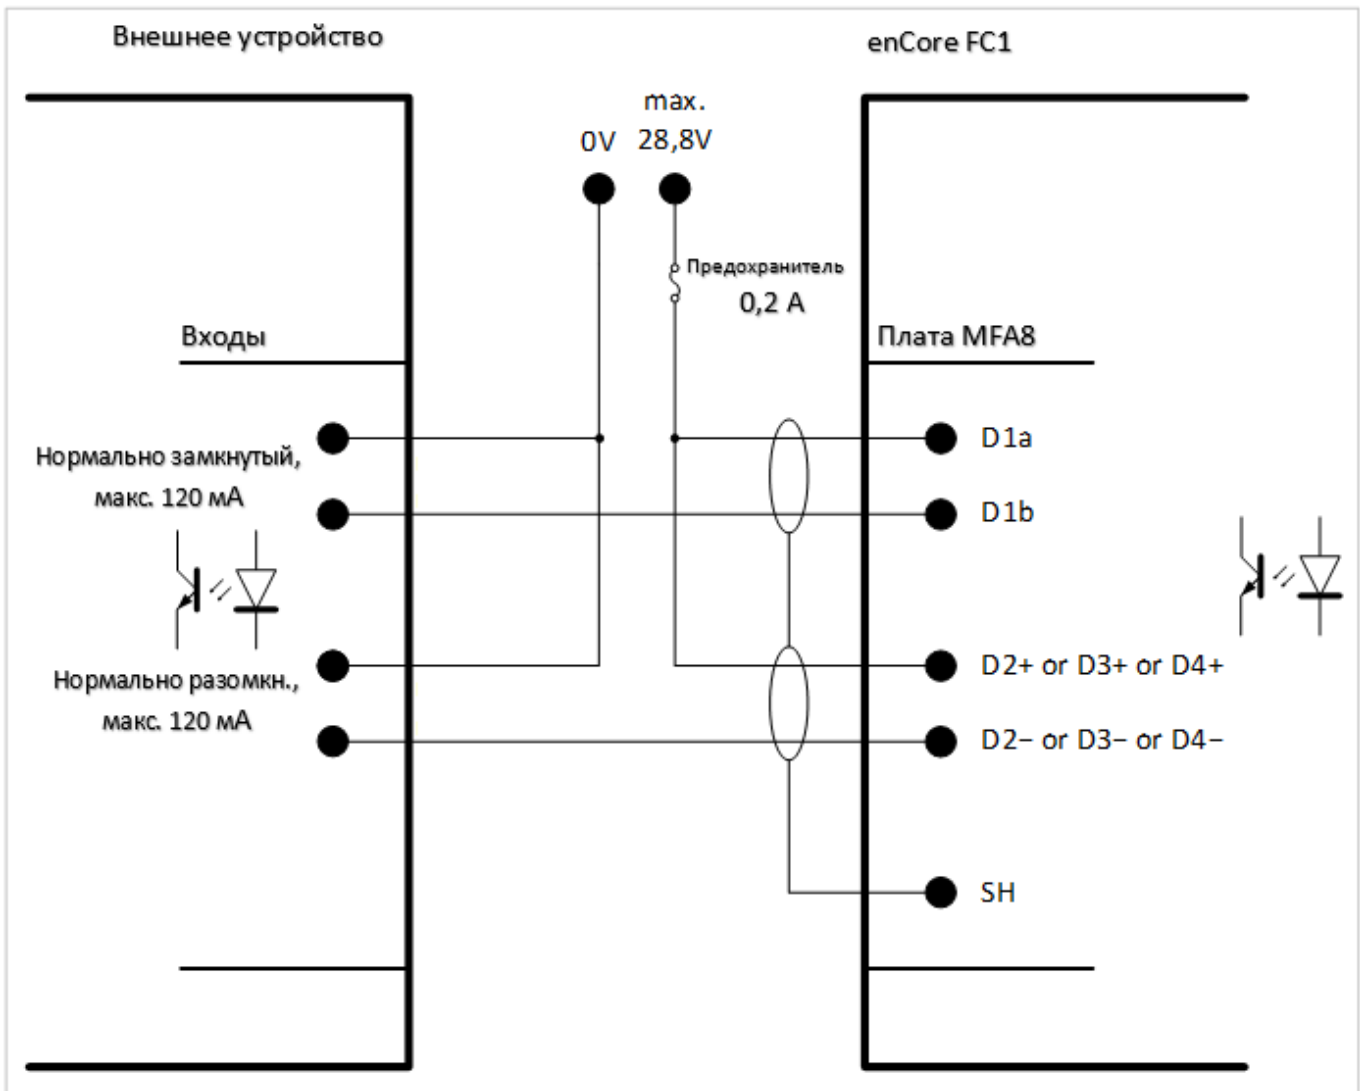 Внешнее устройство
enCore FC1
max.
0V 28,8V
Предохранитель
0,2 A
Входы
Плата MFA8
Нормально замкнутый,
макс. 120 мА
D1a
D1b
Нормально разомкн.,
макс. 120 мА
D2+ or D3+ or D4+
D2− or D3− or D4−
SH